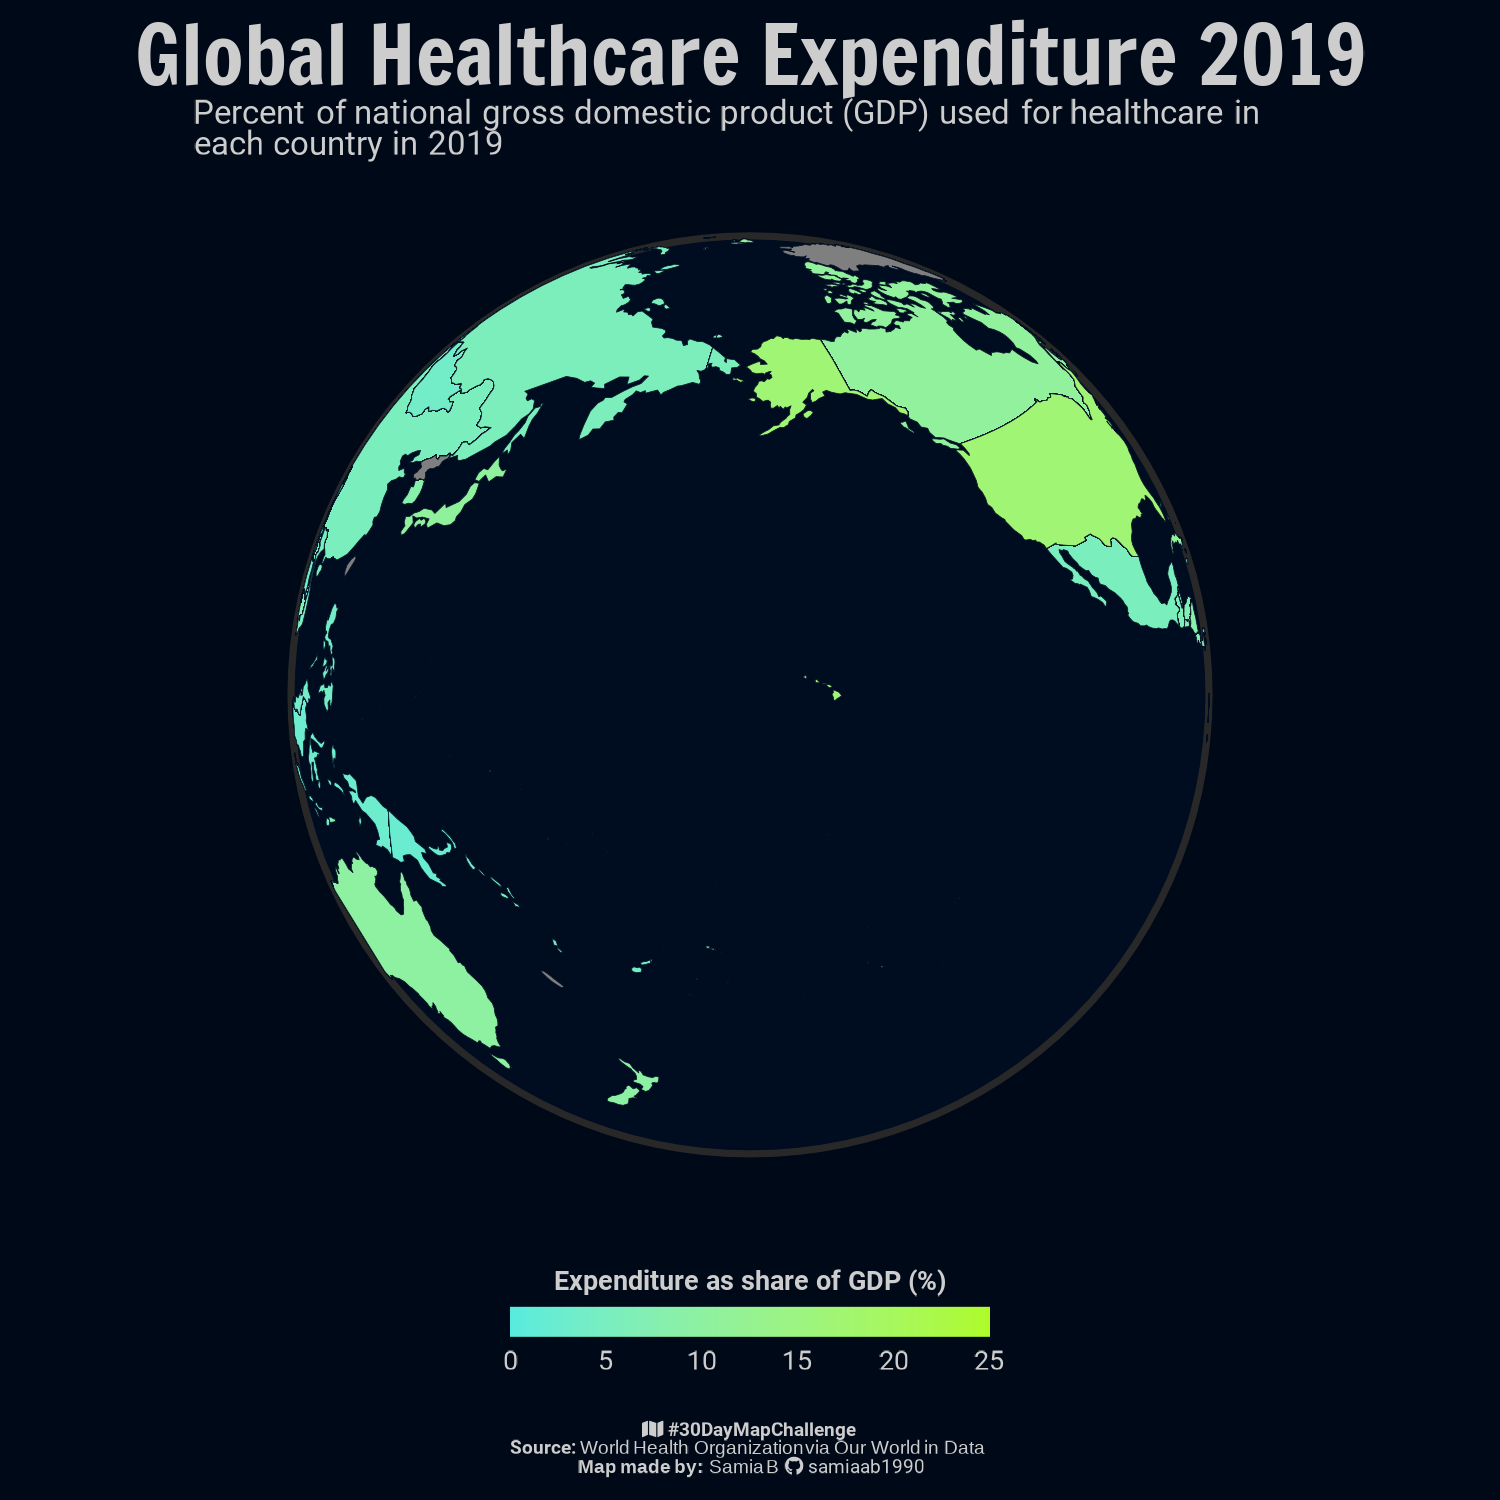 Global Healthcare Expenditure 2019
Percent of national gross domestic product (GDP) used for healthcare in
each country in 2019
Expenditure as share of GDP (%)
0 5 10 15 20 25
#30DayMapChallenge
Source: World Health Organization via Our World in Data
Map made by: Samia B samiaab1990